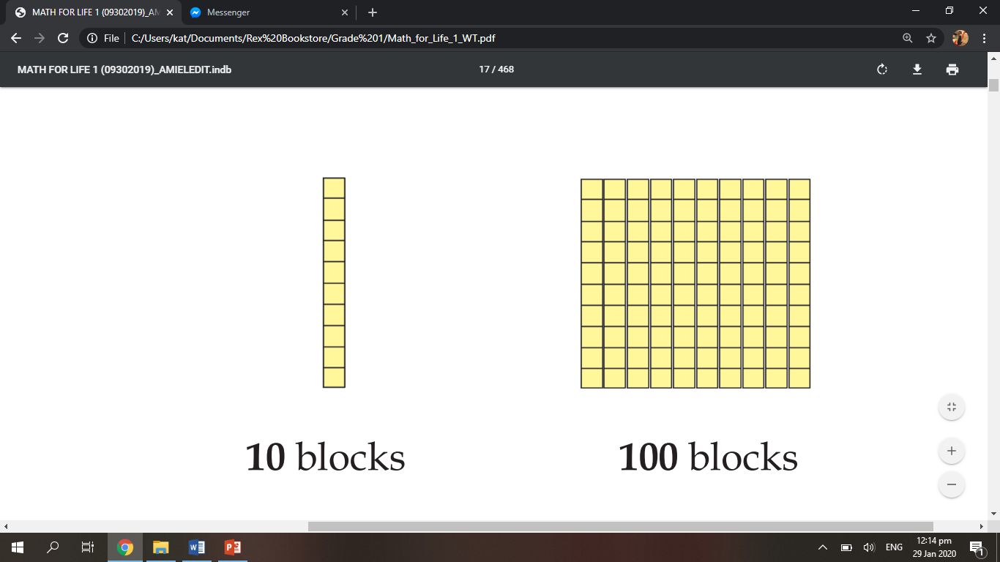 MATH FOR LIFE 1 (09302019)_AM
Messenger
File
C:/Users/kat/Documents/Rex%20Bookstore/Grade%201/Math_for_Life_1_WT.pdf
MATH FOR LIFE 1 (09302019)_AMIELEDIT.indb
17 / 468
10 blocks
100 blocks
ENG
12:14 pm
29 Jan 2020
1